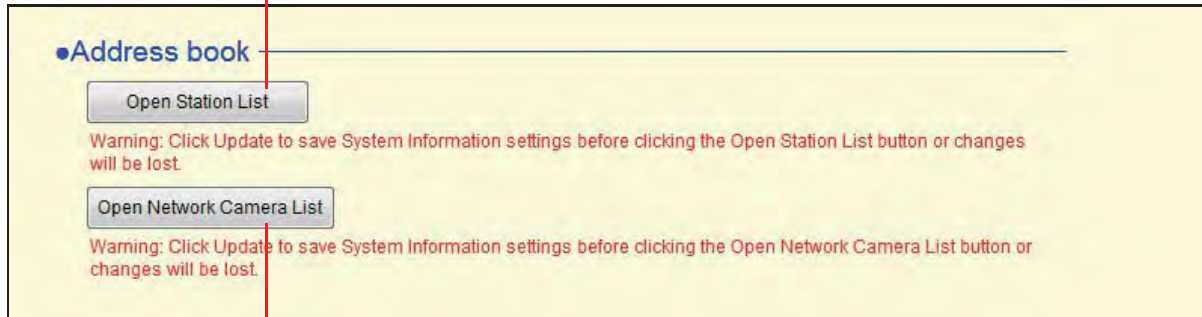 ●Address book
Open Station List
Warning: Click Update to save System Information settings before clicking the Open Station List button or changes
will be lost.
Open Network Camera List
Warning: Click Update to save System Information settings before clicking the Open Network Camera List button or
changes will be lost.